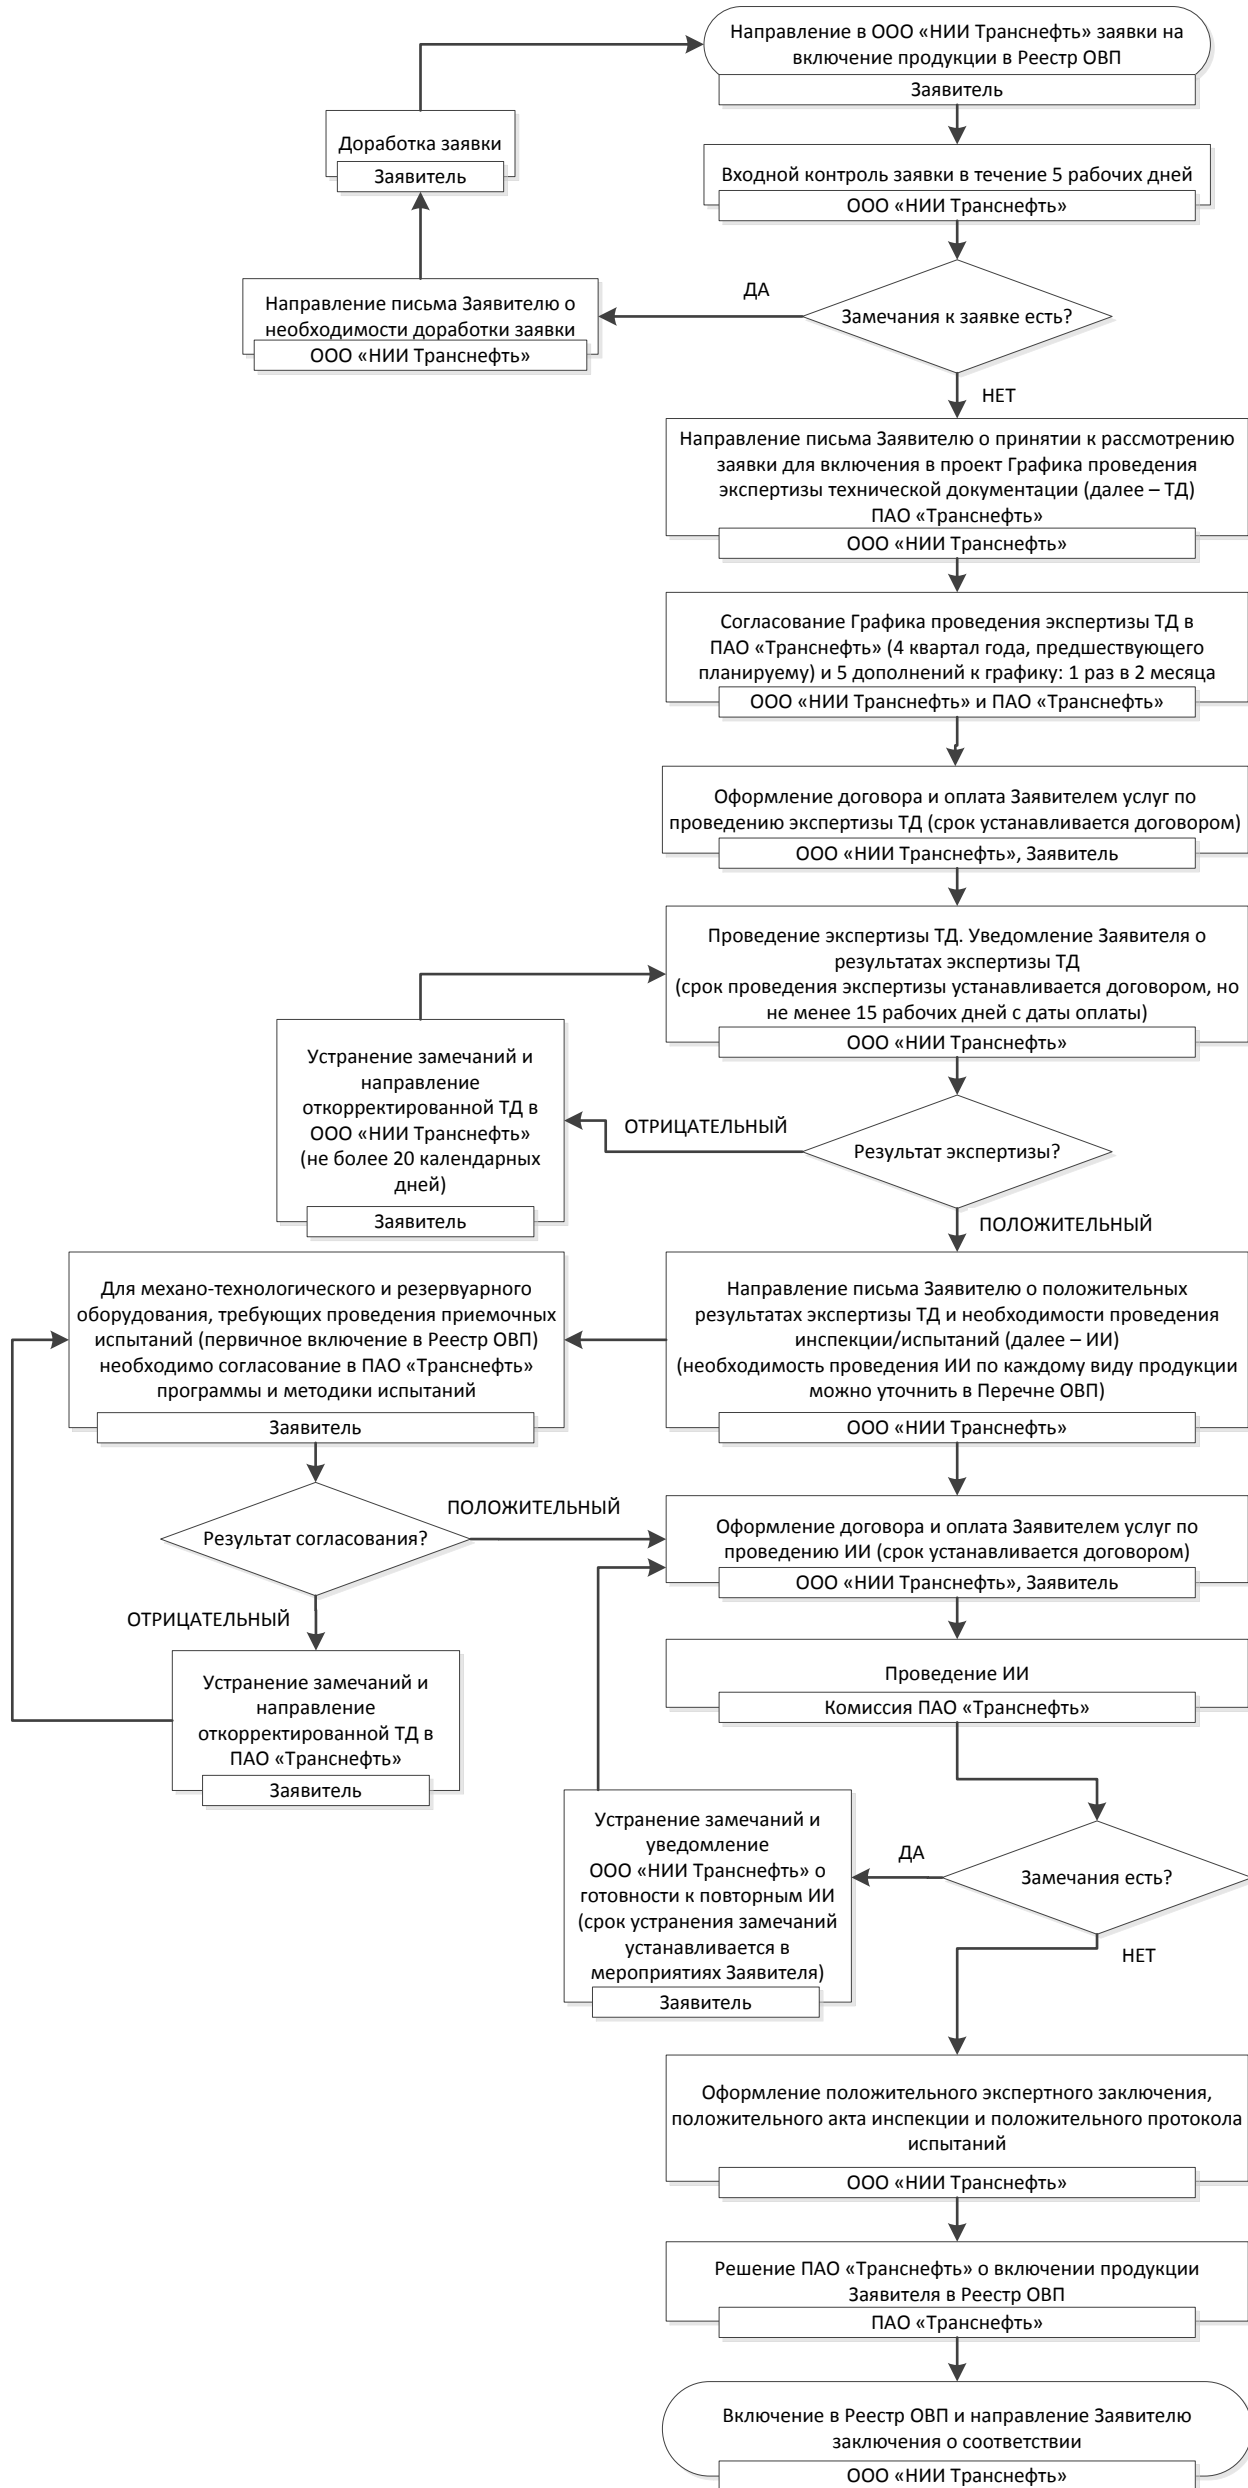 Направление в ООО «НИИ Транснефть» заявки на
включение продукции в Реестр ОВП
Заявитель
Доработка заявки
Заявитель
Входной контроль заявки в течение 5 рабочих дней
ООО «НИИ Транснефть»
ДА
Направление письма Заявителю о
необходимости доработки заявки
ООО «НИИ Транснефть»
Замечания к заявке есть?
НЕТ
Направление письма Заявителю о принятии к рассмотрению
заявки для включения в проект Графика проведения
экспертизы технической документации (далее – ТД)
ПАО «Транснефть»
ООО «НИИ Транснефть»
Согласование Графика проведения экспертизы ТД в
ПАО «Транснефть» (4 квартал года, предшествующего
планируему) и 5 дополнений к графику: 1 раз в 2 месяца
ООО «НИИ Транснефть» и ПАО «Транснефть»
Оформление договора и оплата Заявителем услуг по
проведению экспертизы ТД (срок устанавливается договором)
ООО «НИИ Транснефть», Заявитель
Проведение экспертизы ТД. Уведомление Заявителя о
результатах экспертизы ТД
(срок проведения экспертизы устанавливается договором, но
не менее 15 рабочих дней с даты оплаты)
ООО «НИИ Транснефть»
Устранение замечаний и
направление
откорректированной ТД в
ООО «НИИ Транснефть»
(не более 20 календарных
дней)
Заявитель
ОТРИЦАТЕЛЬНЫЙ
Результат экспертизы?
ПОЛОЖИТЕЛЬНЫЙ
Для механо-технологического и резервуарного
оборудования, требующих проведения приемочных
испытаний (первичное включение в Реестр ОВП)
необходимо согласование в ПАО «Транснефть»
программы и методики испытаний
Заявитель
Направление письма Заявителю о положительных
результатах экспертизы ТД и необходимости проведения
инспекции/испытаний (далее – ИИ)
(необходимость проведения ИИ по каждому виду продукции
можно уточнить в Перечне ОВП)
ООО «НИИ Транснефть»
Результат согласования?
ПОЛОЖИТЕЛЬНЫЙ
Оформление договора и оплата Заявителем услуг по
проведению ИИ (срок устанавливается договором)
ООО «НИИ Транснефть», Заявитель
ОТРИЦАТЕЛЬНЫЙ
Устранение замечаний и
направление
откорректированной ТД в
ПАО «Транснефть»
Заявитель
Проведение ИИ
Комиссия ПАО «Транснефть»
Устранение замечаний и
уведомление
ООО «НИИ Транснефть» о
готовности к повторным ИИ
(срок устранения замечаний
устанавливается в
мероприятиях Заявителя)
Заявитель
ДА
Замечания есть?
НЕТ
Оформление положительного экспертного заключения,
положительного акта инспекции и положительного протокола
испытаний
ООО «НИИ Транснефть»
Решение ПАО «Транснефть» о включении продукции
Заявителя в Реестр ОВП
ПАО «Транснефть»
Включение в Реестр ОВП и направление Заявителю
заключения о соответствии
ООО «НИИ Транснефть»